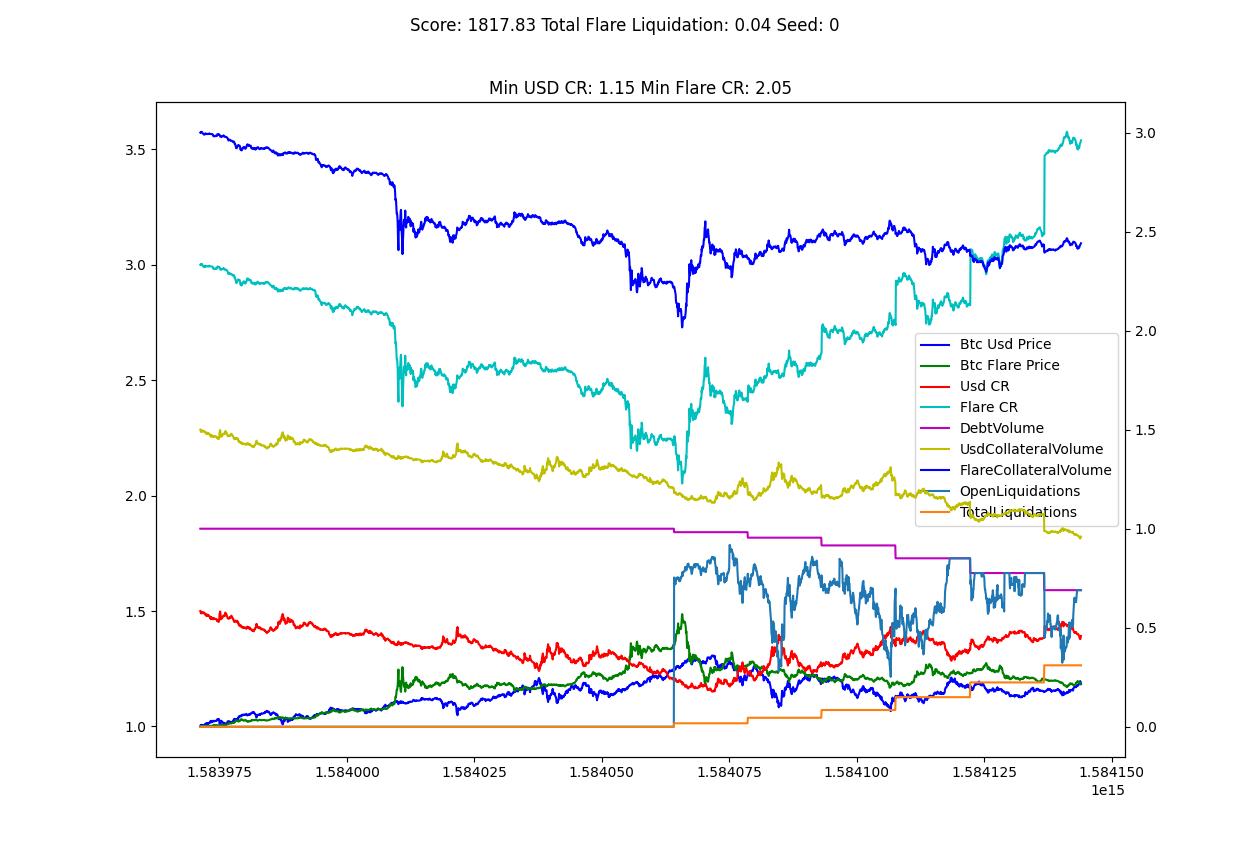 Score: 1817.83 Total Flare Liquidation: 0.04 Seed: 0
Min USD CR: 1.15 Min Flare CR: 2.05
3.5
3.0
2.5
2.0
1.5
1.0
3.0
2.5
2.0
1.5
1.0
0.5
0.0
Btc Usd Price
Btc Flare Price
Usd CR
Flare CR
DebtVolume
UsdCollateralVolume
FlareCollateralVolume
OpenLiquidations
TotalLiquidations
1.583975 1.584000 1.584025 1.584050 1.584075 1.584100 1.584125 1.584150
1e15